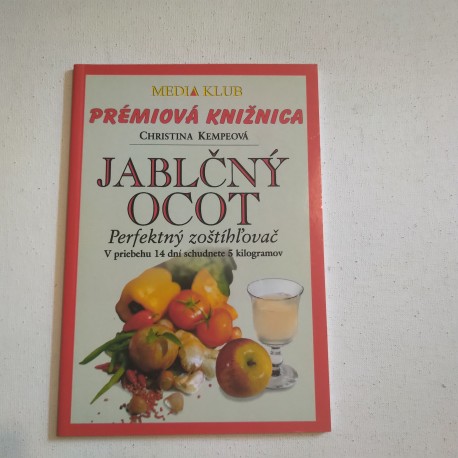 MEDIA KLUB
PRÉMIOVÁ KNIŽNICA
CHRISTINA KEMPEOVÁ
JABLČNÝ
OCOT
Perfektný zoštíhľovač
V priebehu 14 dní schudnete 5 kilogramov